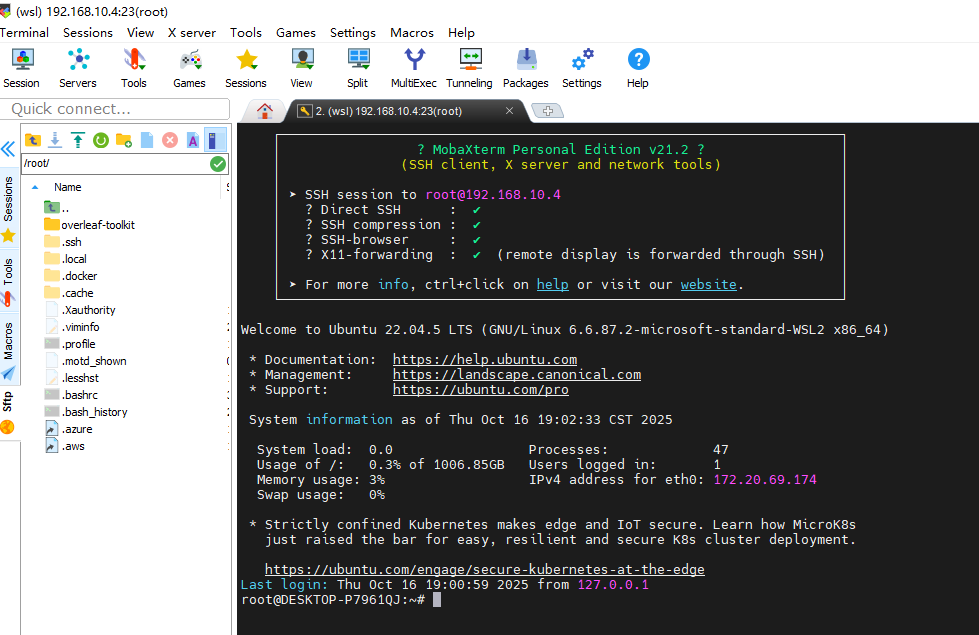 (wsl) 192.168.10.4:23(root)
Terminal Sessions View X server Tools Games Settings Macros Help
Session Servers Tools Games Sessions View Split MultiExec Tunneling Packages Settings Help
Quick connect...
2. (wsl) 192.168.10.4:23(root)
/root/
Name
..
overleaf-toolkit
.ssh
.local
.docker
.cache
.Xauthority
.viminfo
.profile
.motd_shown
.lesshst
.bashrc
.bash_history
.azure
.aws
Sessions
Tools
Macros
Sftp
? MobaXterm Personal Edition v21.2 ?
(SSH client, X server and network tools)
➤ SSH session to root@192.168.10.4
? Direct SSH : ✔
? SSH compression : ✔
? SSH-browser : ✔
? X11-forwarding : ✔ (remote display is forwarded through SSH)
➤ For more info, ctrl+click on help or visit our website.
Welcome to Ubuntu 22.04.5 LTS (GNU/Linux 6.6.87.2-microsoft-standard-WSL2 x86_64)
* Documentation: https://help.ubuntu.com
* Management: https://landscape.canonical.com
* Support: https://ubuntu.com/pro
System information as of Thu Oct 16 19:02:33 CST 2025
System load: 0.0 Processes: 47
Usage of /: 0.3% of 1006.85GB Users logged in: 1
Memory usage: 3% IPv4 address for eth0: 172.20.69.174
Swap usage: 0%
* Strictly confined Kubernetes makes edge and IoT secure. Learn how MicroK8s
just raised the bar for easy, resilient and secure K8s cluster deployment.
https://ubuntu.com/engage/secure-kubernetes-at-the-edge
Last login: Thu Oct 16 19:00:59 2025 from 127.0.0.1
root@DESKTOP-P7961QJ:~#